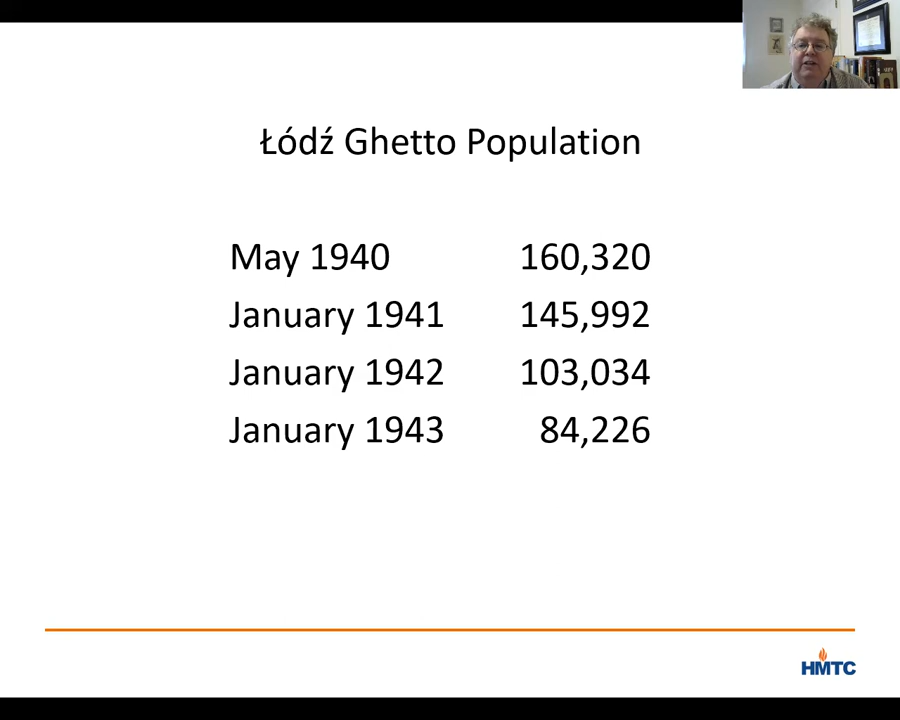 Łódź Ghetto Population
May 1940 160,320
January 1941 145,992
January 1942 103,034
January 1943 84,226
HMTC